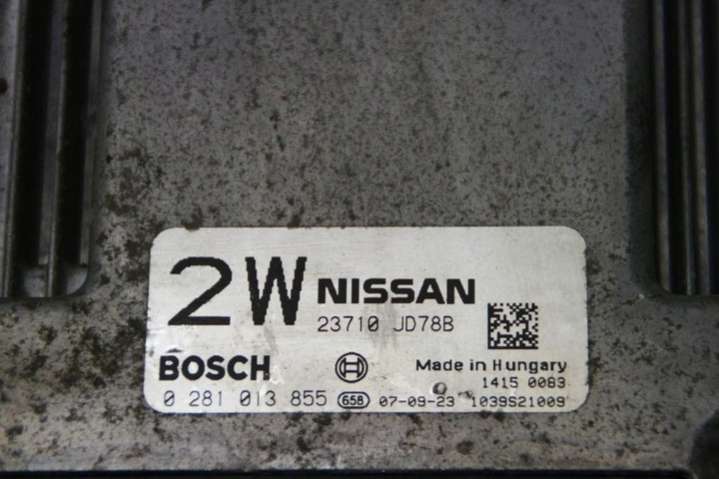 2W NISSAN
23710 JD78B
BOSCH Made in Hungary
1415 0083
0 281 013 855 658 07-09-23 1039S21009